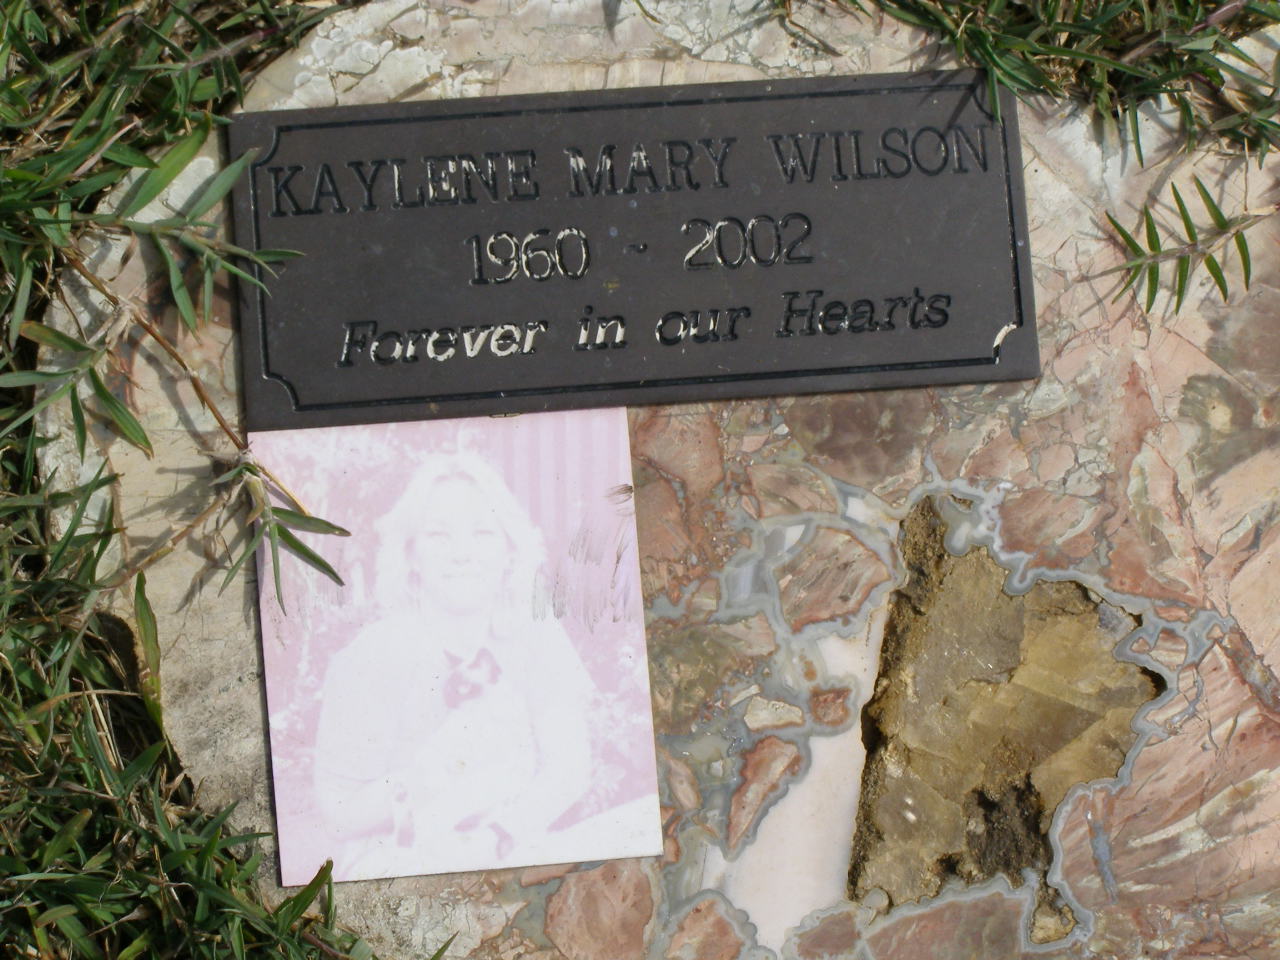 KAYLENE MARY WILSON
1960 - 2002
Forever in our Hearts